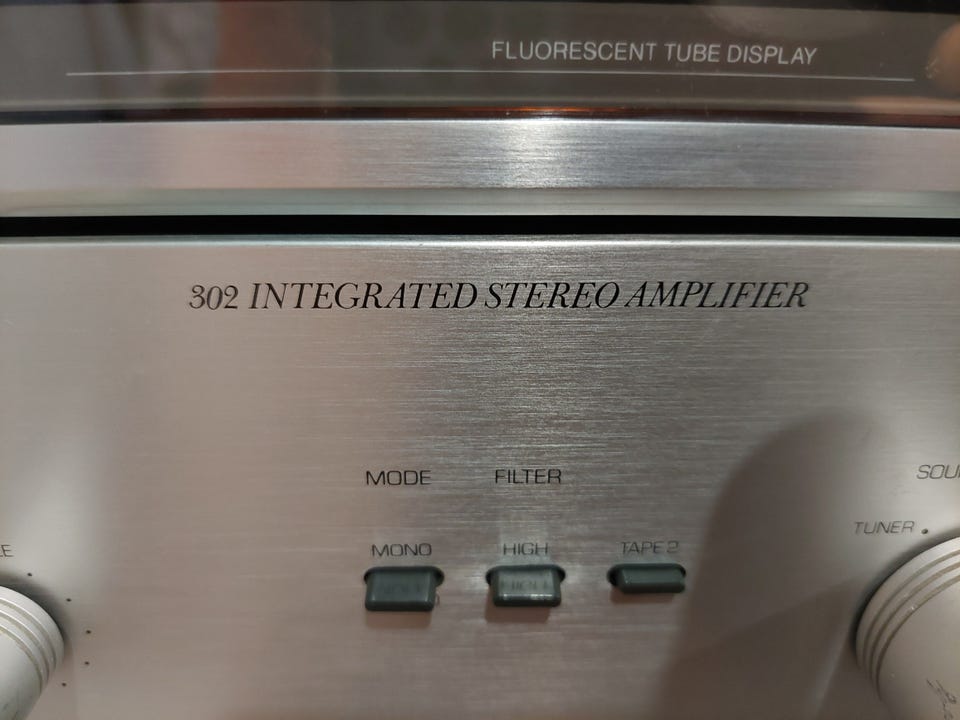 FLUORESCENT TUBE DISPLAY
302 INTEGRATED STEREO AMPLIFIER
MODE FILTER
MONO HIGH TAPE 2
TUNER